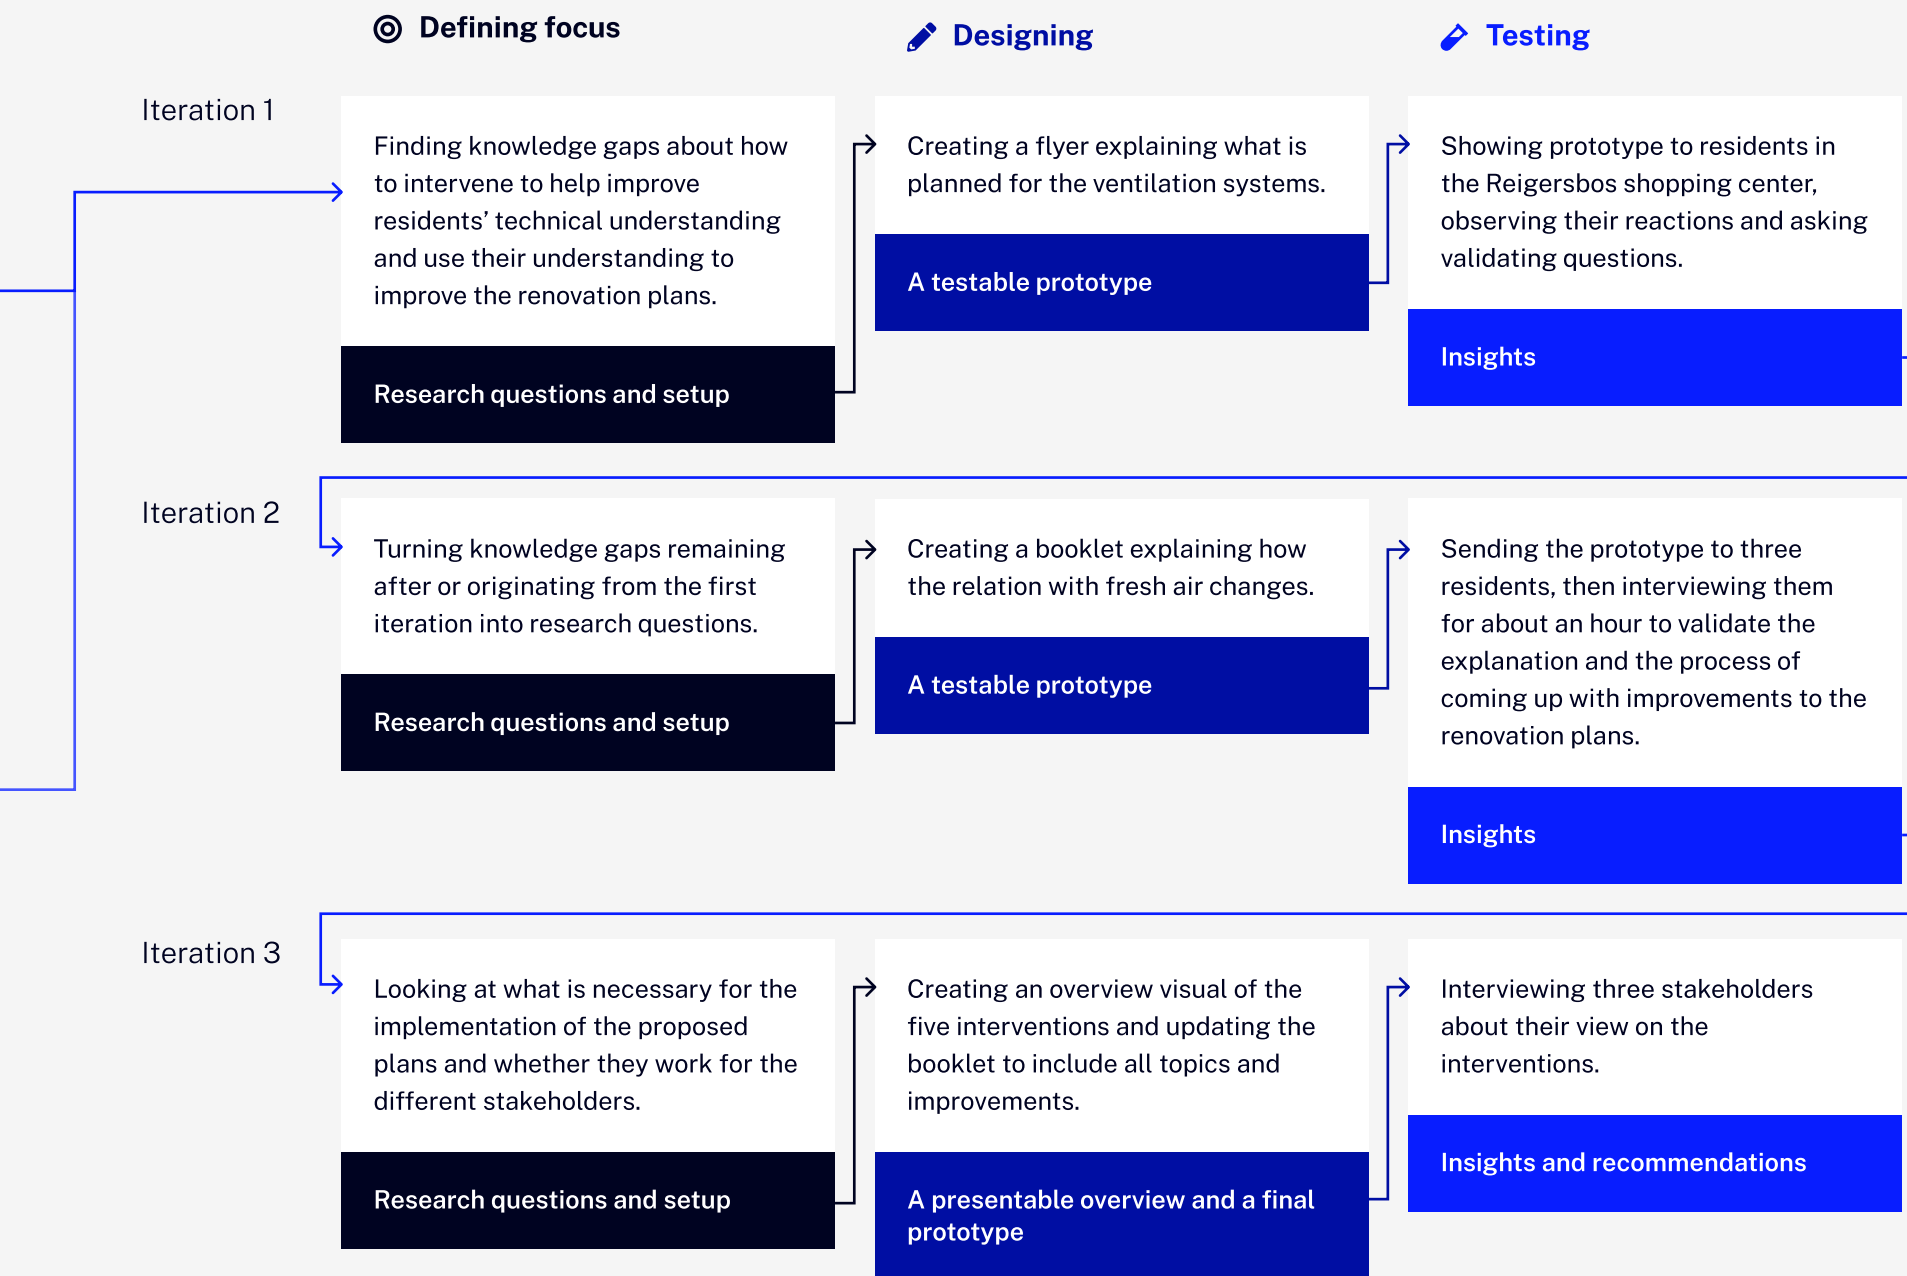 Defining focus
Designing
Testing
Iteration 1
Finding knowledge gaps about how
to intervene to help improve
residents’ technical understanding
and use their understanding to
improve the renovation plans.
Research questions and setup
Creating a flyer explaining what is
planned for the ventilation systems.
A testable prototype
Showing prototype to residents in
the Reigersbos shopping center,
observing their reactions and asking
validating questions.
Insights
Iteration 2
Turning knowledge gaps remaining
after or originating from the first
iteration into research questions.
Research questions and setup
Creating a booklet explaining how
the relation with fresh air changes.
A testable prototype
Sending the prototype to three
residents, then interviewing them
for about an hour to validate the
explanation and the process of
coming up with improvements to the
renovation plans.
Insights
Iteration 3
Looking at what is necessary for the
implementation of the proposed
plans and whether they work for the
different stakeholders.
Research questions and setup
Creating an overview visual of the
five interventions and updating the
booklet to include all topics and
improvements.
A presentable overview and a final
prototype
Interviewing three stakeholders
about their view on the
interventions.
Insights and recommendations